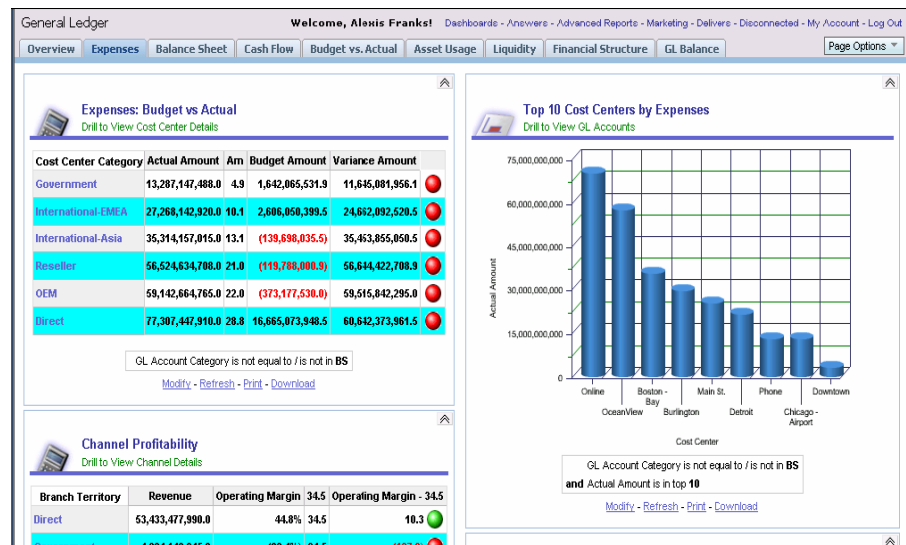 General Ledger
Welcome, Alexis Franks! Dashboards - Answers - Advanced Reports - Marketing - Delivers - Disconnected - My Account - Log Out
Overview Expenses Balance Sheet Cash Flow Budget vs. Actual Asset Usage Liquidity Financial Structure GL Balance Page Options
Expenses: Budget vs Actual
Drill to View Cost Center Details
Cost Center Category Actual Amount Am Budget Amount Variance Amount
Government 13,287,147,488.0 4.9 1,642,065,531.9 11,645,081,956.1
International-EMEA 27,268,142,920.0 10.1 2,606,050,399.5 24,662,092,520.5
International-Asia 35,314,157,015.0 13.1 (139,698,035.5) 35,453,855,050.5
Reseller 56,524,634,708.0 21.0 (119,788,000.9) 56,644,422,708.9
OEM 59,142,664,765.0 22.0 (373,177,530.0) 59,515,842,295.0
Direct 77,307,447,910.0 28.8 16,665,073,948.5 60,642,373,961.5
GL Account Category is not equal to / is not in BS
Modify - Refresh - Print - Download
Channel Profitability
Drill to View Channel Details
Branch Territory Revenue Operating Margin 34.5 Operating Margin - 34.5
Direct 53,433,477,990.0 44.8% 34.5 10.3
Top 10 Cost Centers by Expenses
Drill to View GL Accounts
Actual Amount
75,000,000,000
60,000,000,000
45,000,000,000
30,000,000,000
15,000,000,000
0
Online
OceanView
Boston - Bay
Burlington
Main St.
Detroit
Phone
Chicago - Airport
Downtown
Cost Center
GL Account Category is not equal to / is not in BS
and Actual Amount is in top 10
Modify - Refresh - Print - Download